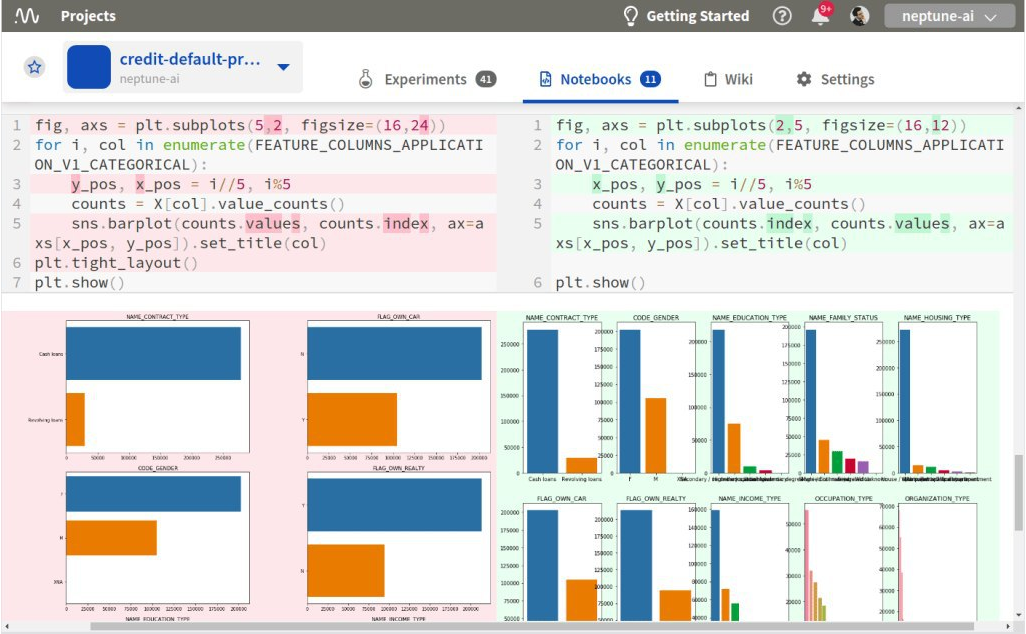 Projects
Getting Started
9+
neptune-ai
credit-default-pr...
neptune-ai
Experiments 41
Notebooks 11
Wiki
Settings
1 fig, axs = plt.subplots(5,2, figsize=(16,24))
2 for i, col in enumerate(FEATURE_COLUMNS_APPLICATI
ON_V1_CATEGORICAL):
3 y_pos, x_pos = i//5, i%5
4 counts = X[col].value_counts()
5 sns.barplot(counts.values, counts.index, ax=a
xs[x_pos, y_pos]).set_title(col)
6 plt.tight_layout()
7 plt.show()
1 fig, axs = plt.subplots(2,5, figsize=(16,12))
2 for i, col in enumerate(FEATURE_COLUMNS_APPLICATI
ON_V1_CATEGORICAL):
3 x_pos, y_pos = i//5, i%5
4 counts = X[col].value_counts()
5 sns.barplot(counts.index, counts.values, ax=a
xs[x_pos, y_pos]).set_title(col)
6 plt.show()
NAME_CONTRACT_TYPE
Cash loans
Revolving loans
0 50000 100000 150000 200000 250000
FLAG_OWN_CAR
N
Y
0 25000 50000 75000 100000 125000 150000 175000 200000
CODE_GENDER
F
M
XNA
0 25000 50000 75000 100000 125000 150000 175000 200000
FLAG_OWN_REALTY
Y
N
0 25000 50000 75000 100000 125000 150000 175000 200000
NAME_EDUCATION_TYPE
NAME_INCOME_TYPE
NAME_CONTRACT_TYPE
250000
200000
150000
100000
50000
0
Cash loans Revolving loans
CODE_GENDER
200000
175000
150000
125000
100000
75000
50000
25000
0
F M
NAME_EDUCATION_TYPE
200000
150000
100000
50000
0
NAME_FAMILY_STATUS
200000
175000
150000
125000
100000
75000
50000
25000
0
NAME_HOUSING_TYPE
250000
200000
150000
100000
50000
0
FLAG_OWN_CAR
200000
175000
150000
125000
100000
75000
50000
FLAG_OWN_REALTY
200000
175000
150000
125000
100000
75000
50000
NAME_INCOME_TYPE
160000
140000
120000
100000
80000
60000
40000
OCCUPATION_TYPE
50000
40000
30000
20000
ORGANIZATION_TYPE
70000
60000
50000
40000
30000
20000